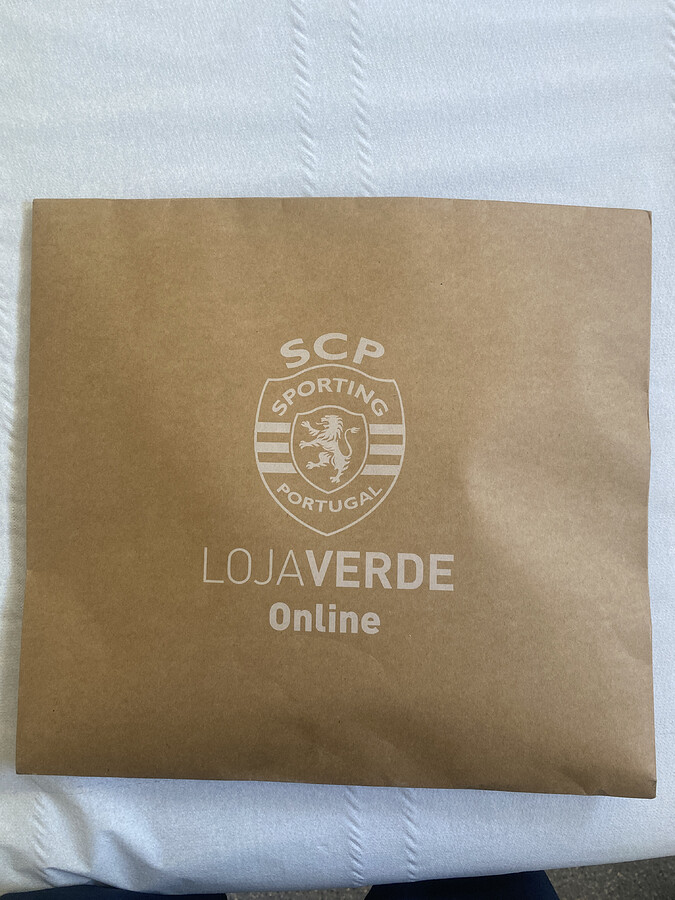 SCP
SPORTING
PORTUGAL
LOJAVERDE
Online